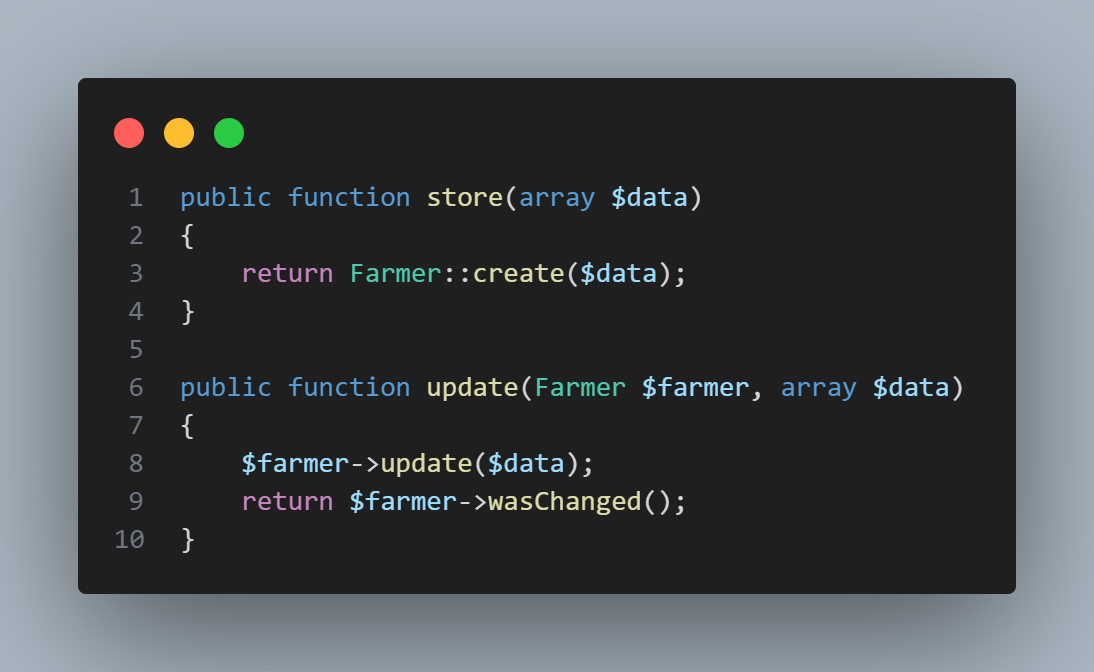 1 public function store(array $data)
2 {
3     return Farmer::create($data);
4 }
5
6 public function update(Farmer $farmer, array $data)
7 {
8     $farmer->update($data);
9     return $farmer->wasChanged();
10 }